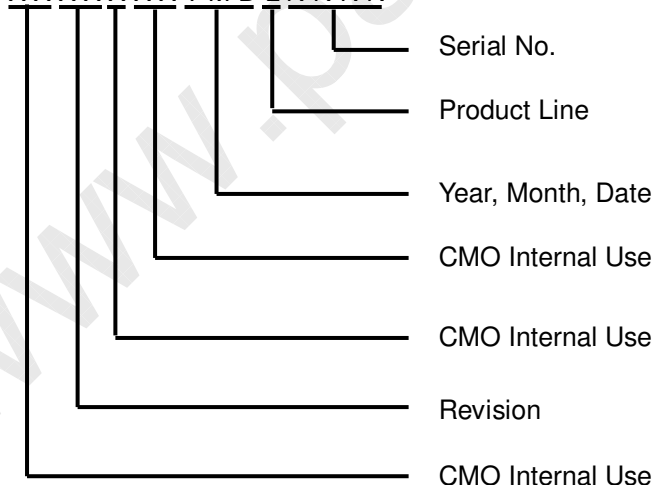 Serial No.
Product Line
Year, Month, Date
CMO Internal Use
CMO Internal Use
Revision
CMO Internal Use